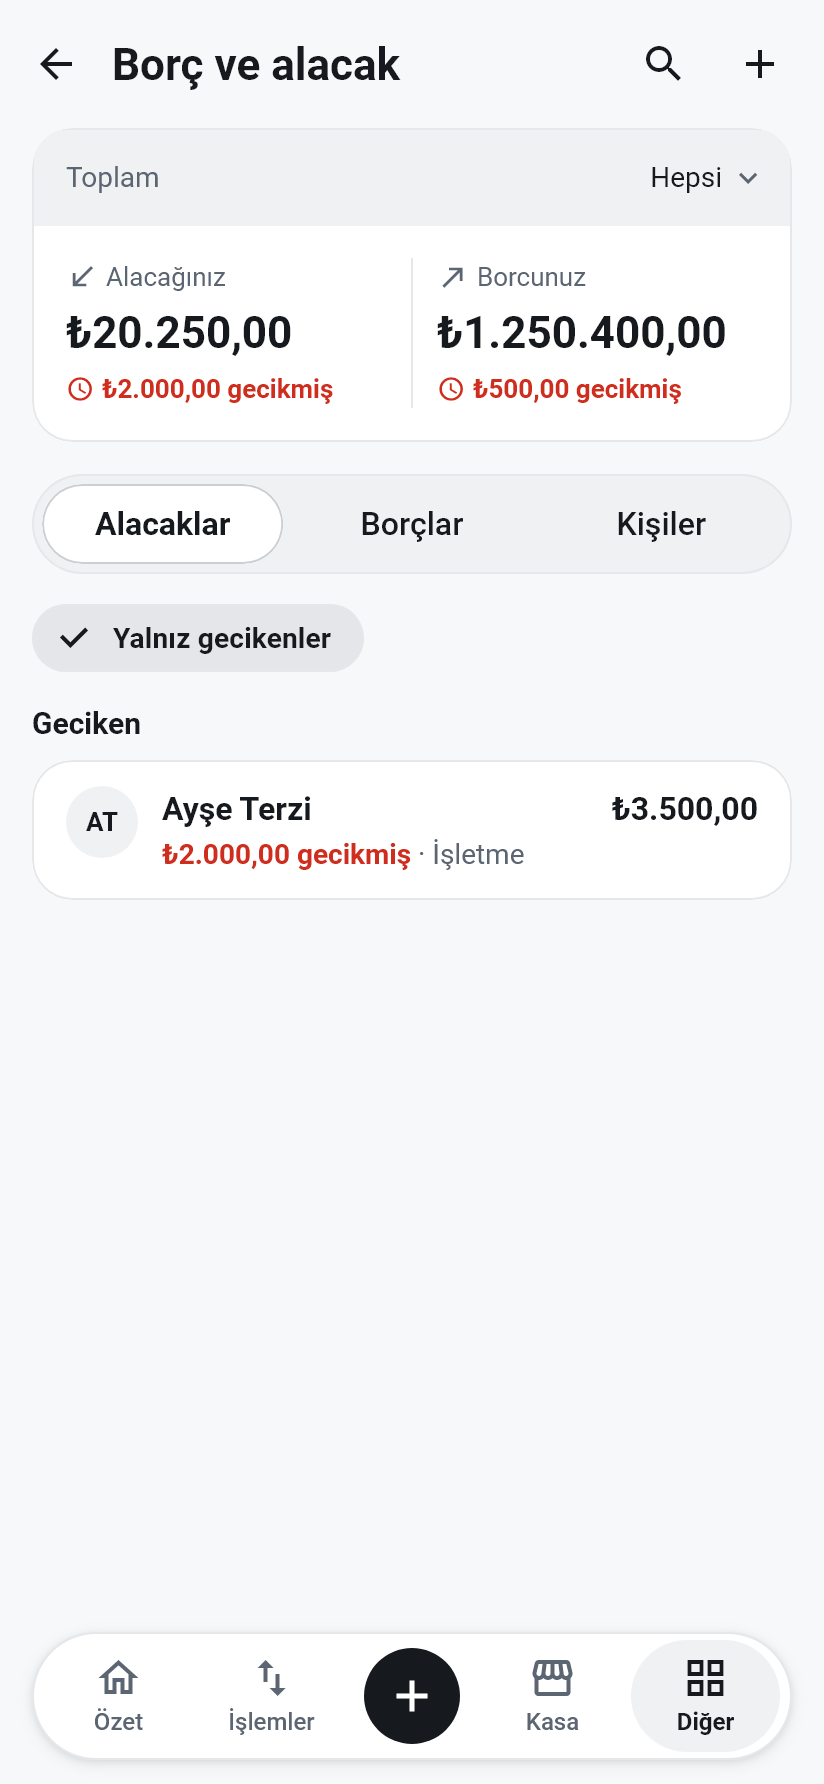 Borç ve alacak
Toplam
Hepsi
Alacağınız
Borcunuz
₺20.250,00
₺1.250.400,00
₺2.000,00 gecikmiş
₺500,00 gecikmiş
Alacaklar
Borçlar
Kişiler
Yalnız gecikenler
Geciken
AT
Ayşe Terzi
₺3.500,00
₺2.000,00 gecikmiş · İşletme
Özet
İşlemler
Kasa
Diğer